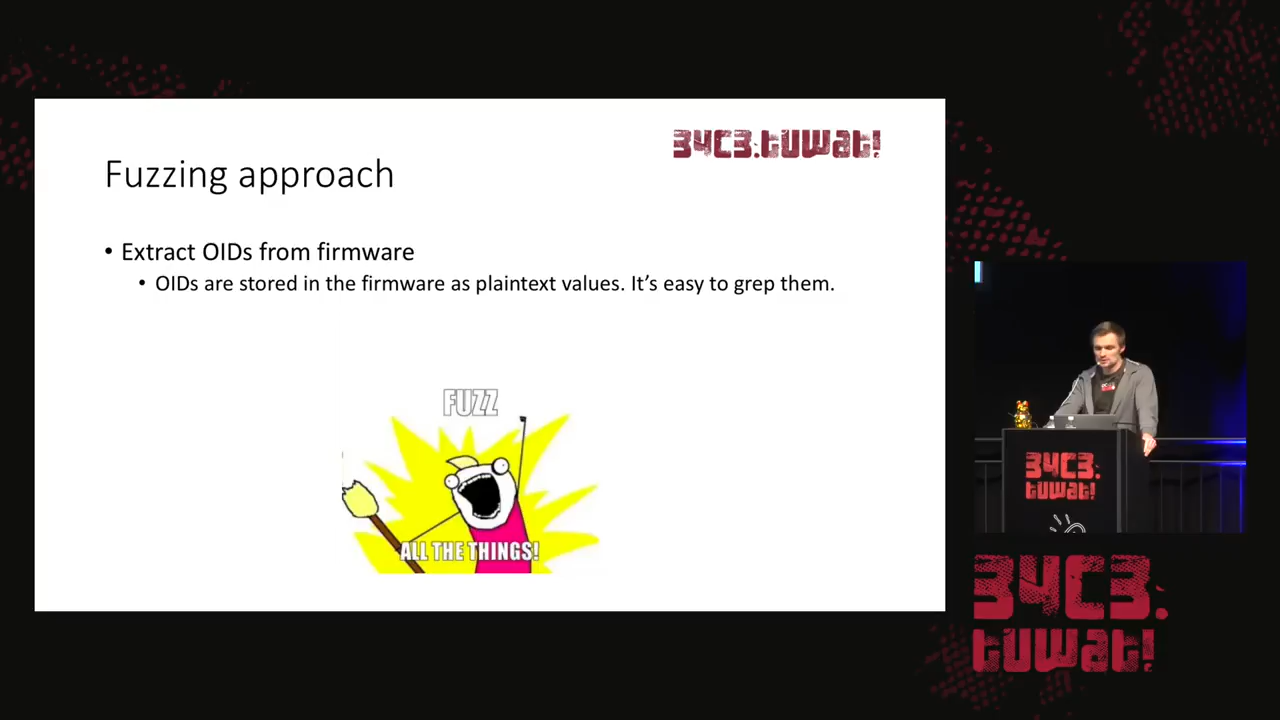 34C3.tuwat!
Fuzzing approach
• Extract OIDs from firmware
• OIDs are stored in the firmware as plaintext values. It's easy to grep them.
FUZZ
ALL THE THINGS!
34C3.
tuwat!
34C3.
tuwat!